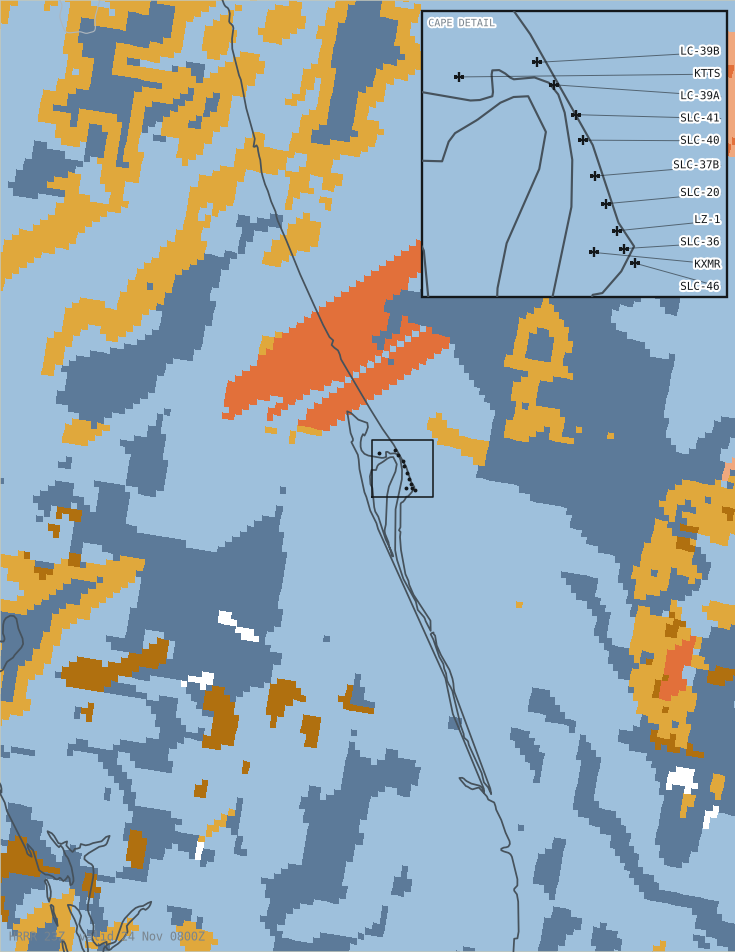 CAPE DETAIL
LC-39B
KTTS
LC-39A
SLC-41
SLC-40
SLC-37B
SLC-20
LZ-1
SLC-36
KXMR
SLC-46
24 Nov 0800Z